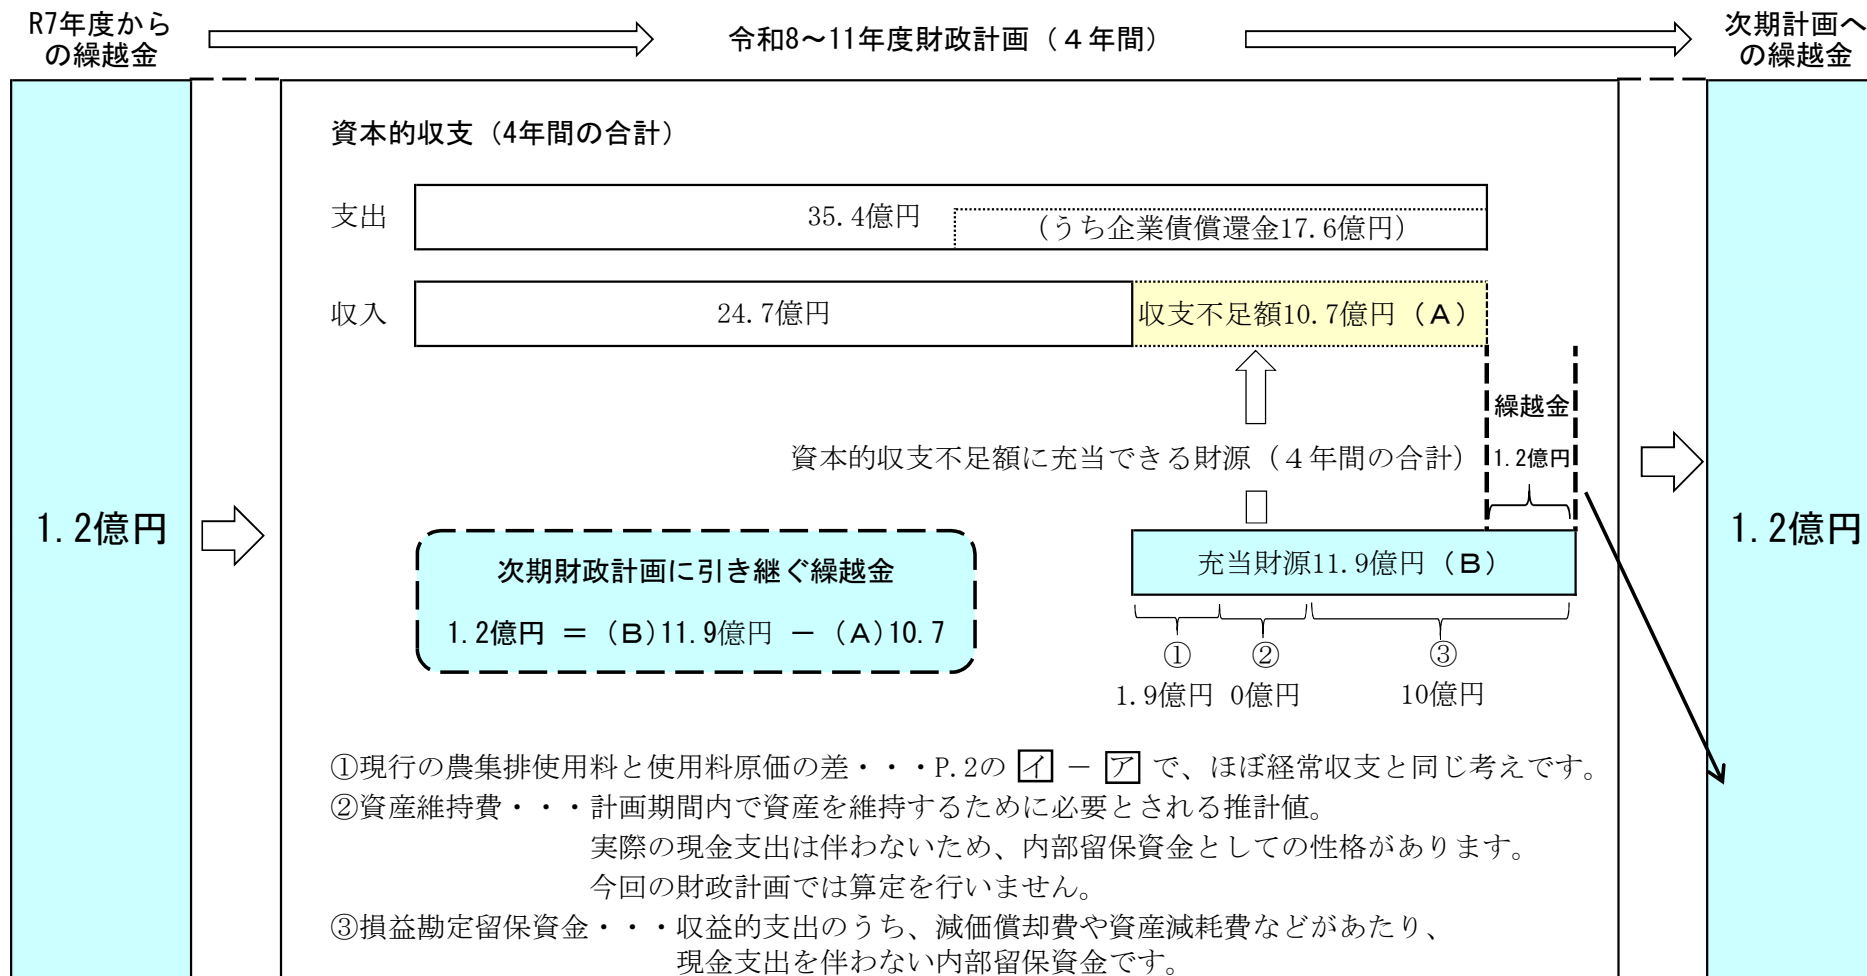 R7年度から
の繰越金
令和8～11年度財政計画（４年間）
次期計画へ
の繰越金
資本的収支（4年間の合計）
支出
35.4億円
（うち企業債償還金17.6億円）
収入
24.7億円
収支不足額10.7億円（Ａ）
繰越金
1.2億円
資本的収支不足額に充当できる財源（４年間の合計）
1.2億円
1.2億円
次期財政計画に引き継ぐ繰越金
1.2億円 ＝（Ｂ）11.9億円 －（Ａ）10.7
充当財源11.9億円（Ｂ）
① ② ③
1.9億円 0億円 10億円
①現行の農集排使用料と使用料原価の差・・・P.2の イ － ア で、ほぼ経常収支と同じ考えです。
②資産維持費・・・計画期間内で資産を維持するために必要とされる推計値。
実際の現金支出は伴わないため、内部留保資金としての性格があります。
今回の財政計画では算定を行いません。
③損益勘定留保資金・・・収益的支出のうち、減価償却費や資産減耗費などがあたり、
現金支出を伴わない内部留保資金です。